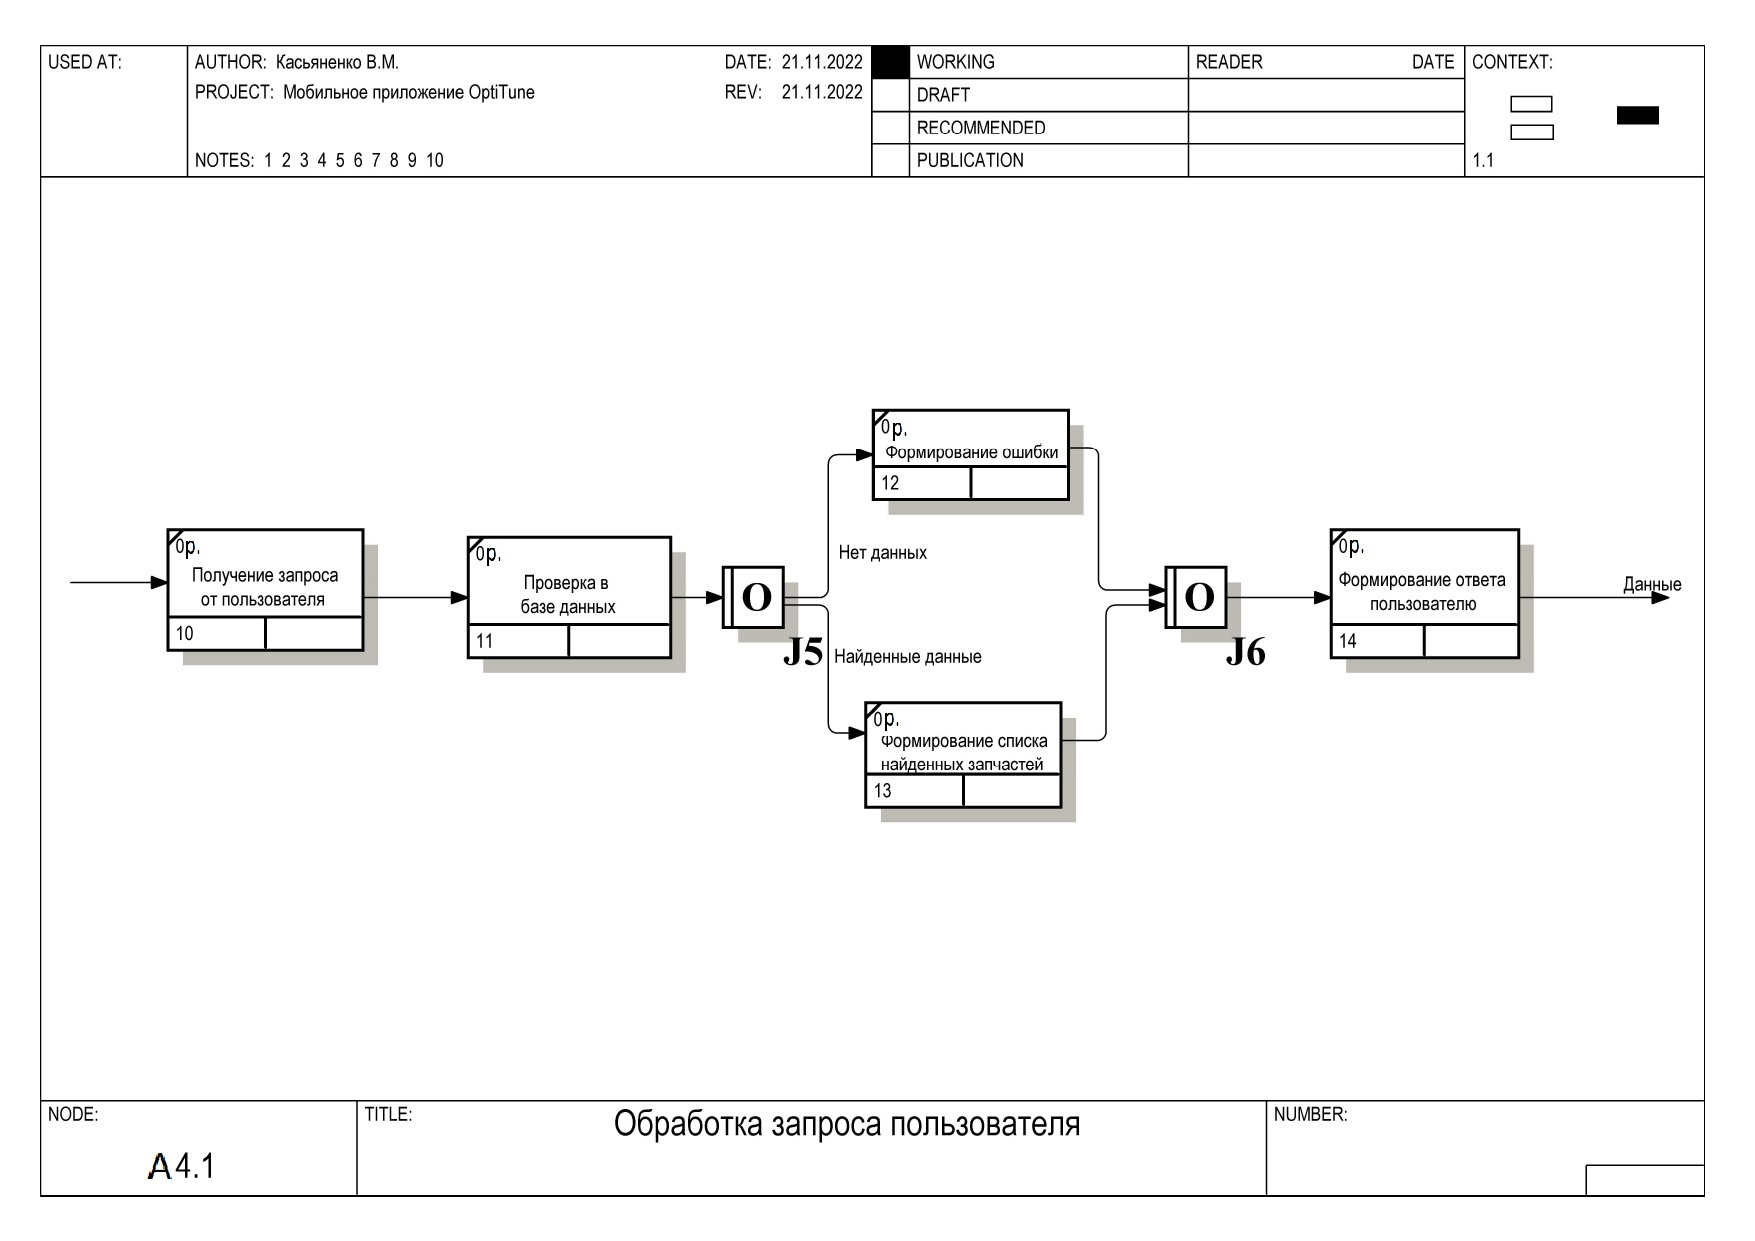 USED AT:
AUTHOR: Касьяненко В.М.
DATE: 21.11.2022
PROJECT: Мобильное приложение OptiTune
REV: 21.11.2022
NOTES: 1 2 3 4 5 6 7 8 9 10
WORKING
DRAFT
RECOMMENDED
PUBLICATION
READER
DATE
CONTEXT:
1.1
0р.
Получение запроса
от пользователя
10
0р.
Проверка в
базе данных
11
O
J5
Нет данных
Найденные данные
0р.
Формирование ошибки
12
0р.
Формирование списка
найденных запчастей
13
O
J6
0р.
Формирование ответа
пользователю
14
Данные
NODE:
A4.1
TITLE:
Обработка запроса пользователя
NUMBER: